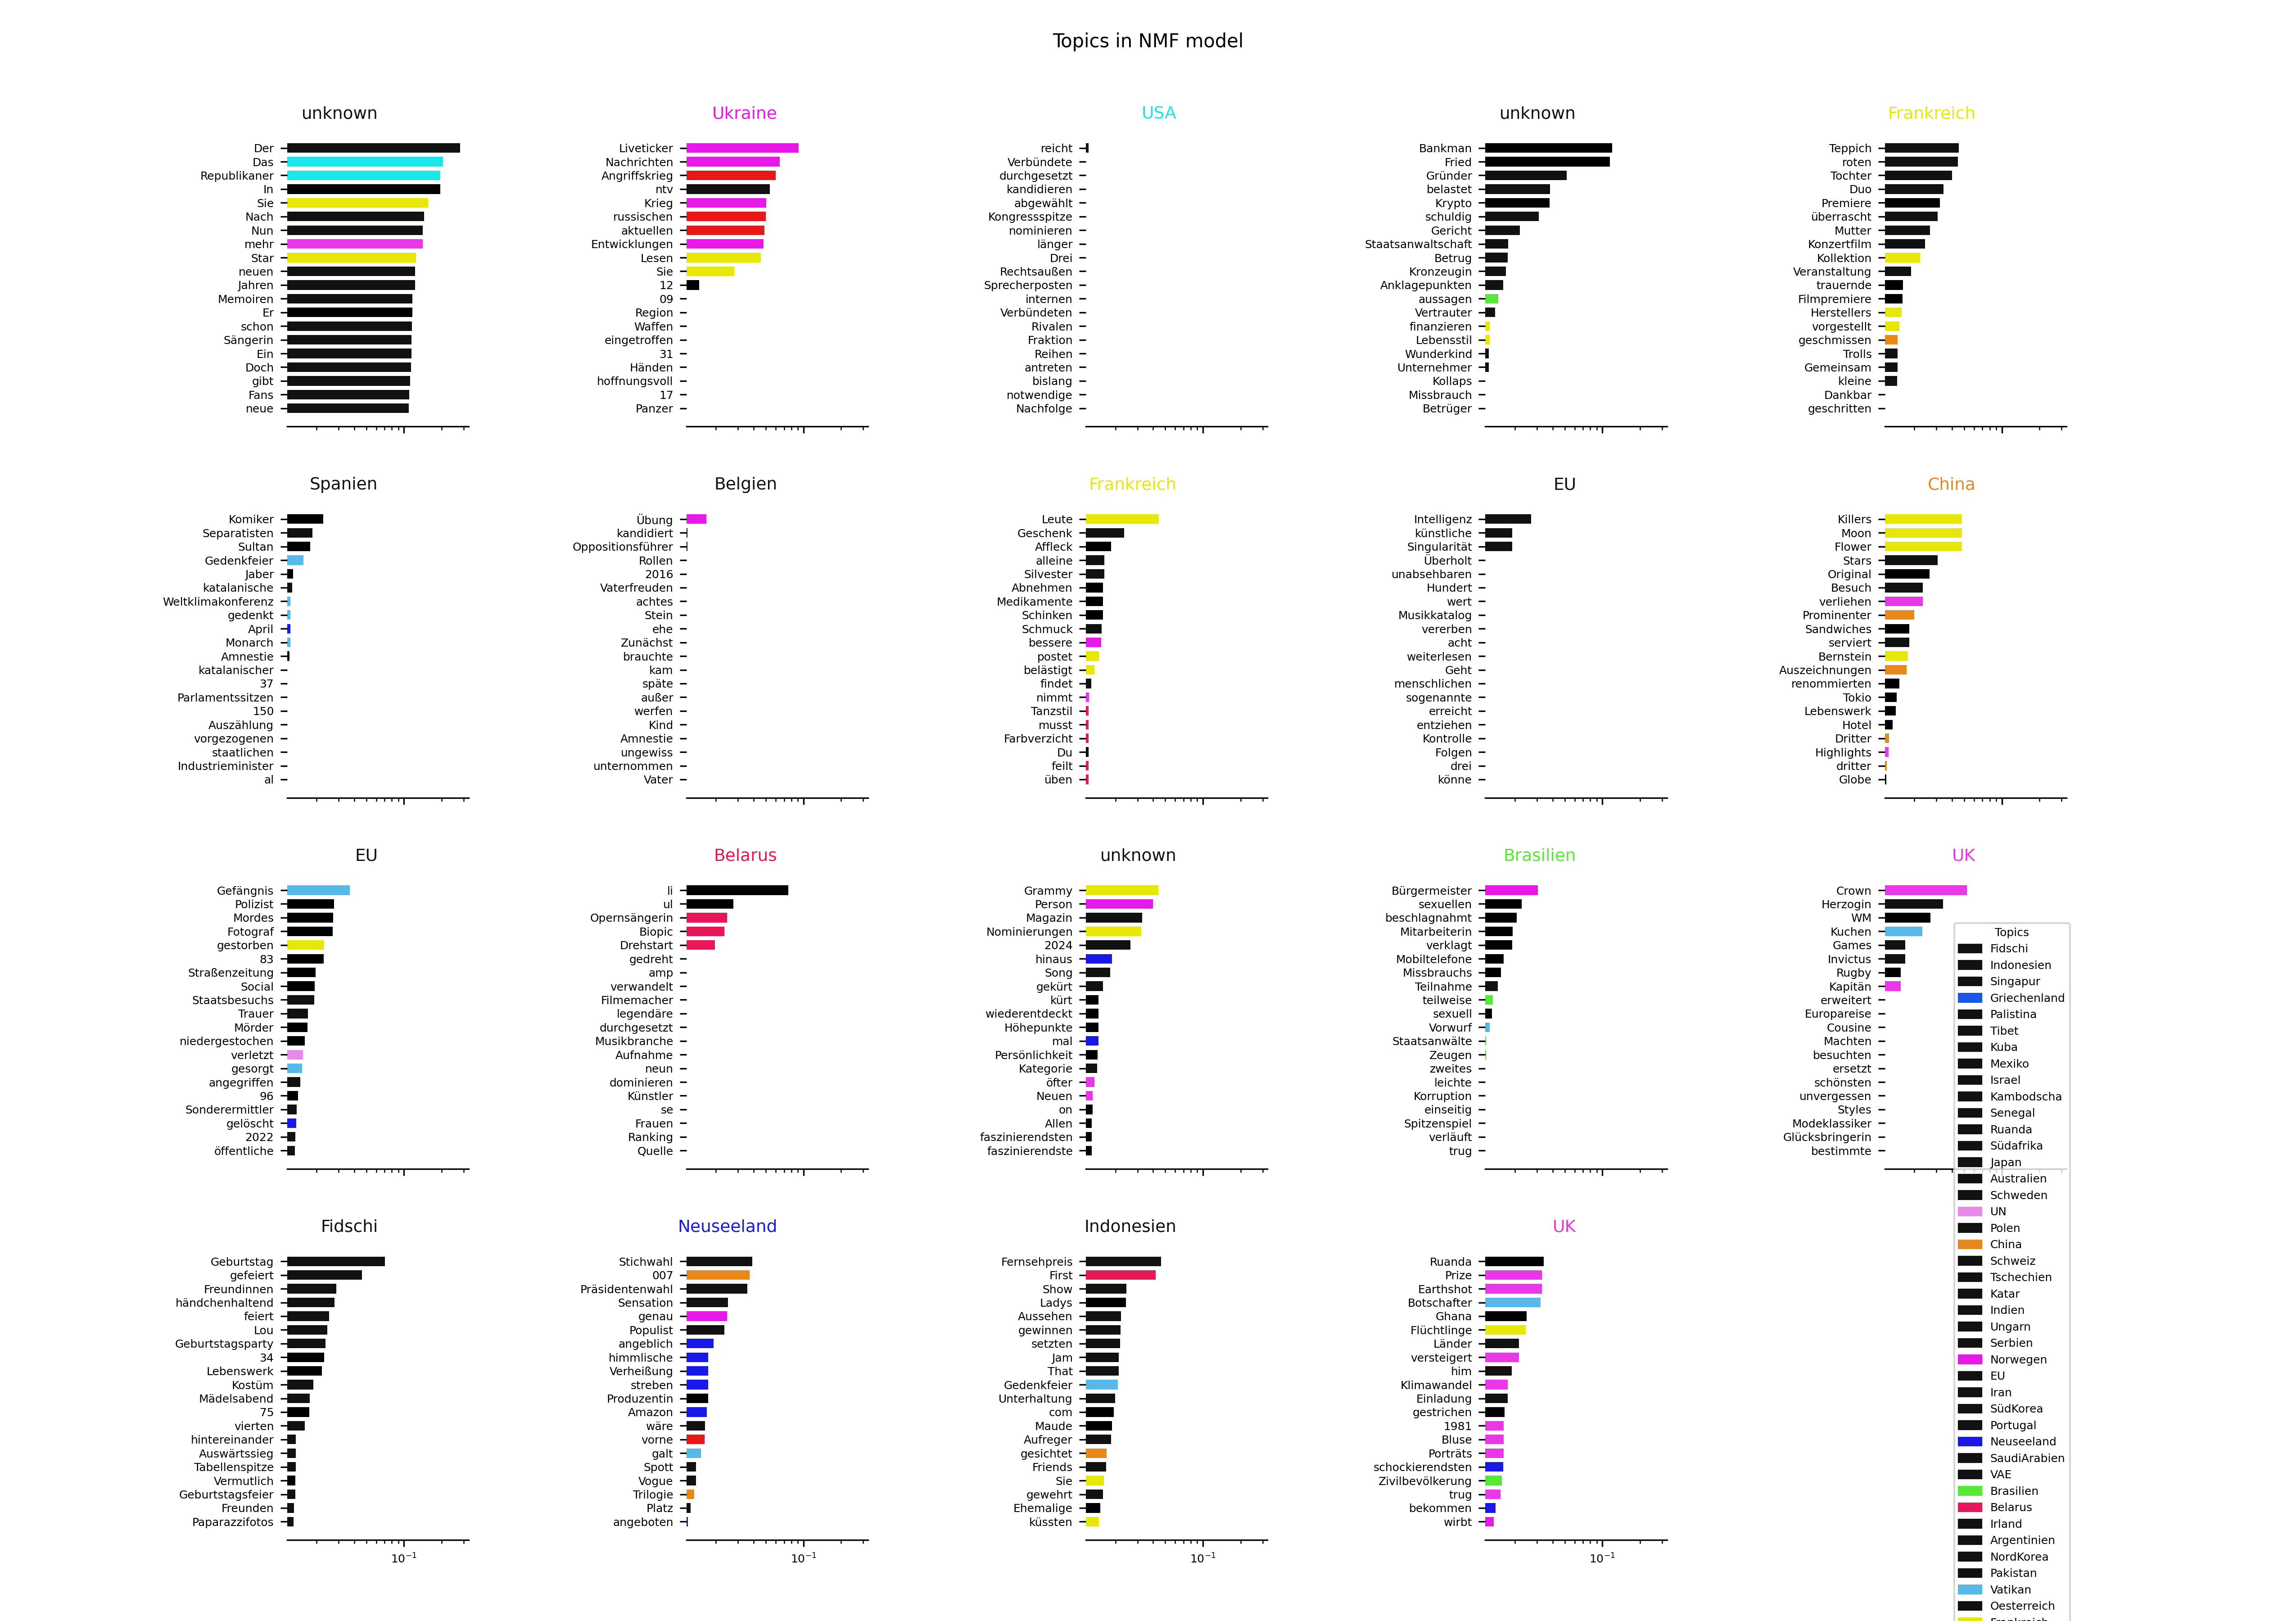 Topics in NMF model
unknown
Der
Das
Republikaner
In
Sie
Nach
Nun
mehr
Star
neuen
Jahren
Memoiren
Er
schon
Sängerin
Ein
Doch
gibt
Fans
neue
Ukraine
Liveticker
Nachrichten
Angriffskrieg
ntv
Krieg
russischen
aktuellen
Entwicklungen
Lesen
Sie
12
09
Region
Waffen
eingetroffen
31
Händen
hoffnungsvoll
17
Panzer
USA
reicht
Verbündete
durchgesetzt
kandidieren
abgewählt
Kongressspitze
nominieren
länger
Drei
Rechtsaußen
Sprecherposten
internen
Verbündeten
Rivalen
Fraktion
Reihen
antreten
bislang
notwendige
Nachfolge
unknown
Bankman
Fried
Gründer
belastet
Krypto
schuldig
Gericht
Staatsanwaltschaft
Betrug
Kronzeugin
Anklagepunkten
aussagen
Vertrauter
finanzieren
Lebensstil
Wunderkind
Unternehmer
Kollaps
Missbrauch
Betrüger
Frankreich
Teppich
roten
Tochter
Duo
Premiere
überrascht
Mutter
Konzertfilm
Kollektion
Veranstaltung
trauernde
Filmpremiere
Herstellers
vorgestellt
geschmissen
Trolls
Gemeinsam
kleine
Dankbar
geschritten
Spanien
Komiker
Separatisten
Sultan
Gedenkfeier
Jaber
katalanische
Weltklimakonferenz
gedenkt
April
Monarch
Amnestie
katalanischer
37
Parlamentssitzen
150
Auszählung
vorgezogenen
staatlichen
Industrieminister
al
Belgien
Übung
kandidiert
Oppositionsführer
Rollen
2016
Vaterfreuden
achtes
Stein
ehe
Zunächst
brauchte
kam
späte
außer
werfen
Kind
Amnestie
ungewiss
unternommen
Vater
Frankreich
Leute
Geschenk
Affleck
alleine
Silvester
Abnehmen
Medikamente
Schinken
Schmuck
bessere
postet
belästigt
findet
nimmt
Tanzstil
musst
Farbverzicht
Du
feilt
üben
EU
Intelligenz
künstliche
Singularität
Überholt
unabsehbaren
Hundert
wert
Musikkatalog
vererben
acht
weiterlesen
Geht
menschlichen
sogenannte
erreicht
entziehen
Kontrolle
Folgen
drei
könne
China
Killers
Moon
Flower
Stars
Original
Besuch
verliehen
Prominenter
Sandwiches
serviert
Bernstein
Auszeichnungen
renommierten
Tokio
Lebenswerk
Hotel
Dritter
Highlights
dritter
Globe
EU
Gefängnis
Polizist
Mordes
Fotograf
gestorben
83
Straßenzeitung
Social
Staatsbesuchs
Trauer
Mörder
niedergestochen
verletzt
gesorgt
angegriffen
96
Sonderermittler
gelöscht
2022
öffentliche
Belarus
li
ul
Opernsängerin
Biopic
Drehstart
gedreht
amp
verwandelt
Filmemacher
legendäre
durchgesetzt
Musikbranche
Aufnahme
neun
dominieren
Künstler
se
Frauen
Ranking
Quelle
unknown
Grammy
Person
Magazin
Nominierungen
2024
hinaus
Song
gekürt
kürt
wiederentdeckt
Höhepunkte
mal
Persönlichkeit
Kategorie
öfter
Neuen
on
Allen
faszinierendsten
faszinierendste
Brasilien
Bürgermeister
sexuellen
beschlagnahmt
Mitarbeiterin
verklagt
Mobiltelefone
Missbrauchs
Teilnahme
teilweise
sexuell
Vorwurf
Staatsanwälte
Zeugen
zweites
leichte
Korruption
einseitig
Spitzenspiel
verläuft
trug
UK
Crown
Herzogin
WM
Kuchen
Games
Invictus
Rugby
Kapitän
erweitert
Europareise
Cousine
Machten
besuchten
ersetzt
schönsten
unvergessen
Styles
Modeklassiker
Glücksbringerin
bestimmte
Fidschi
Geburtstag
gefeiert
Freundinnen
händchenhaltend
feiert
Lou
Geburtstagsparty
34
Lebenswerk
Kostüm
Mädelsabend
75
vierten
hintereinander
Auswärtssieg
Tabellenspitze
Vermutlich
Geburtstagsfeier
Freunden
Paparazzifotos
10⁻¹
Neuseeland
Stichwahl
007
Präsidentenwahl
Sensation
genau
Populist
angeblich
himmlische
Verheißung
streben
Produzentin
Amazon
wäre
vorne
galt
Spott
Vogue
Trilogie
Platz
angeboten
10⁻¹
Indonesien
Fernsehpreis
First
Show
Ladys
Aussehen
gewinnen
setzten
Jam
That
Gedenkfeier
Unterhaltung
com
Maude
Aufreger
gesichtet
Friends
Sie
gewehrt
Ehemalige
küssten
10⁻¹
UK
Ruanda
Prize
Earthshot
Botschafter
Ghana
Flüchtlinge
Länder
versteigert
him
Klimawandel
Einladung
gestrichen
1981
Bluse
Porträts
schockierendsten
Zivilbevölkerung
trug
bekommen
wirbt
10⁻¹
Topics
Fidschi
Indonesien
Singapur
Griechenland
Palistina
Tibet
Kuba
Mexiko
Israel
Kambodscha
Senegal
Ruanda
Südafrika
Japan
Australien
Schweden
UN
Polen
China
Schweiz
Tschechien
Katar
Indien
Ungarn
Serbien
Norwegen
EU
Iran
SüdKorea
Portugal
Neuseeland
SaudiArabien
VAE
Brasilien
Belarus
Irland
Argentinien
NordKorea
Pakistan
Vatikan
Oesterreich